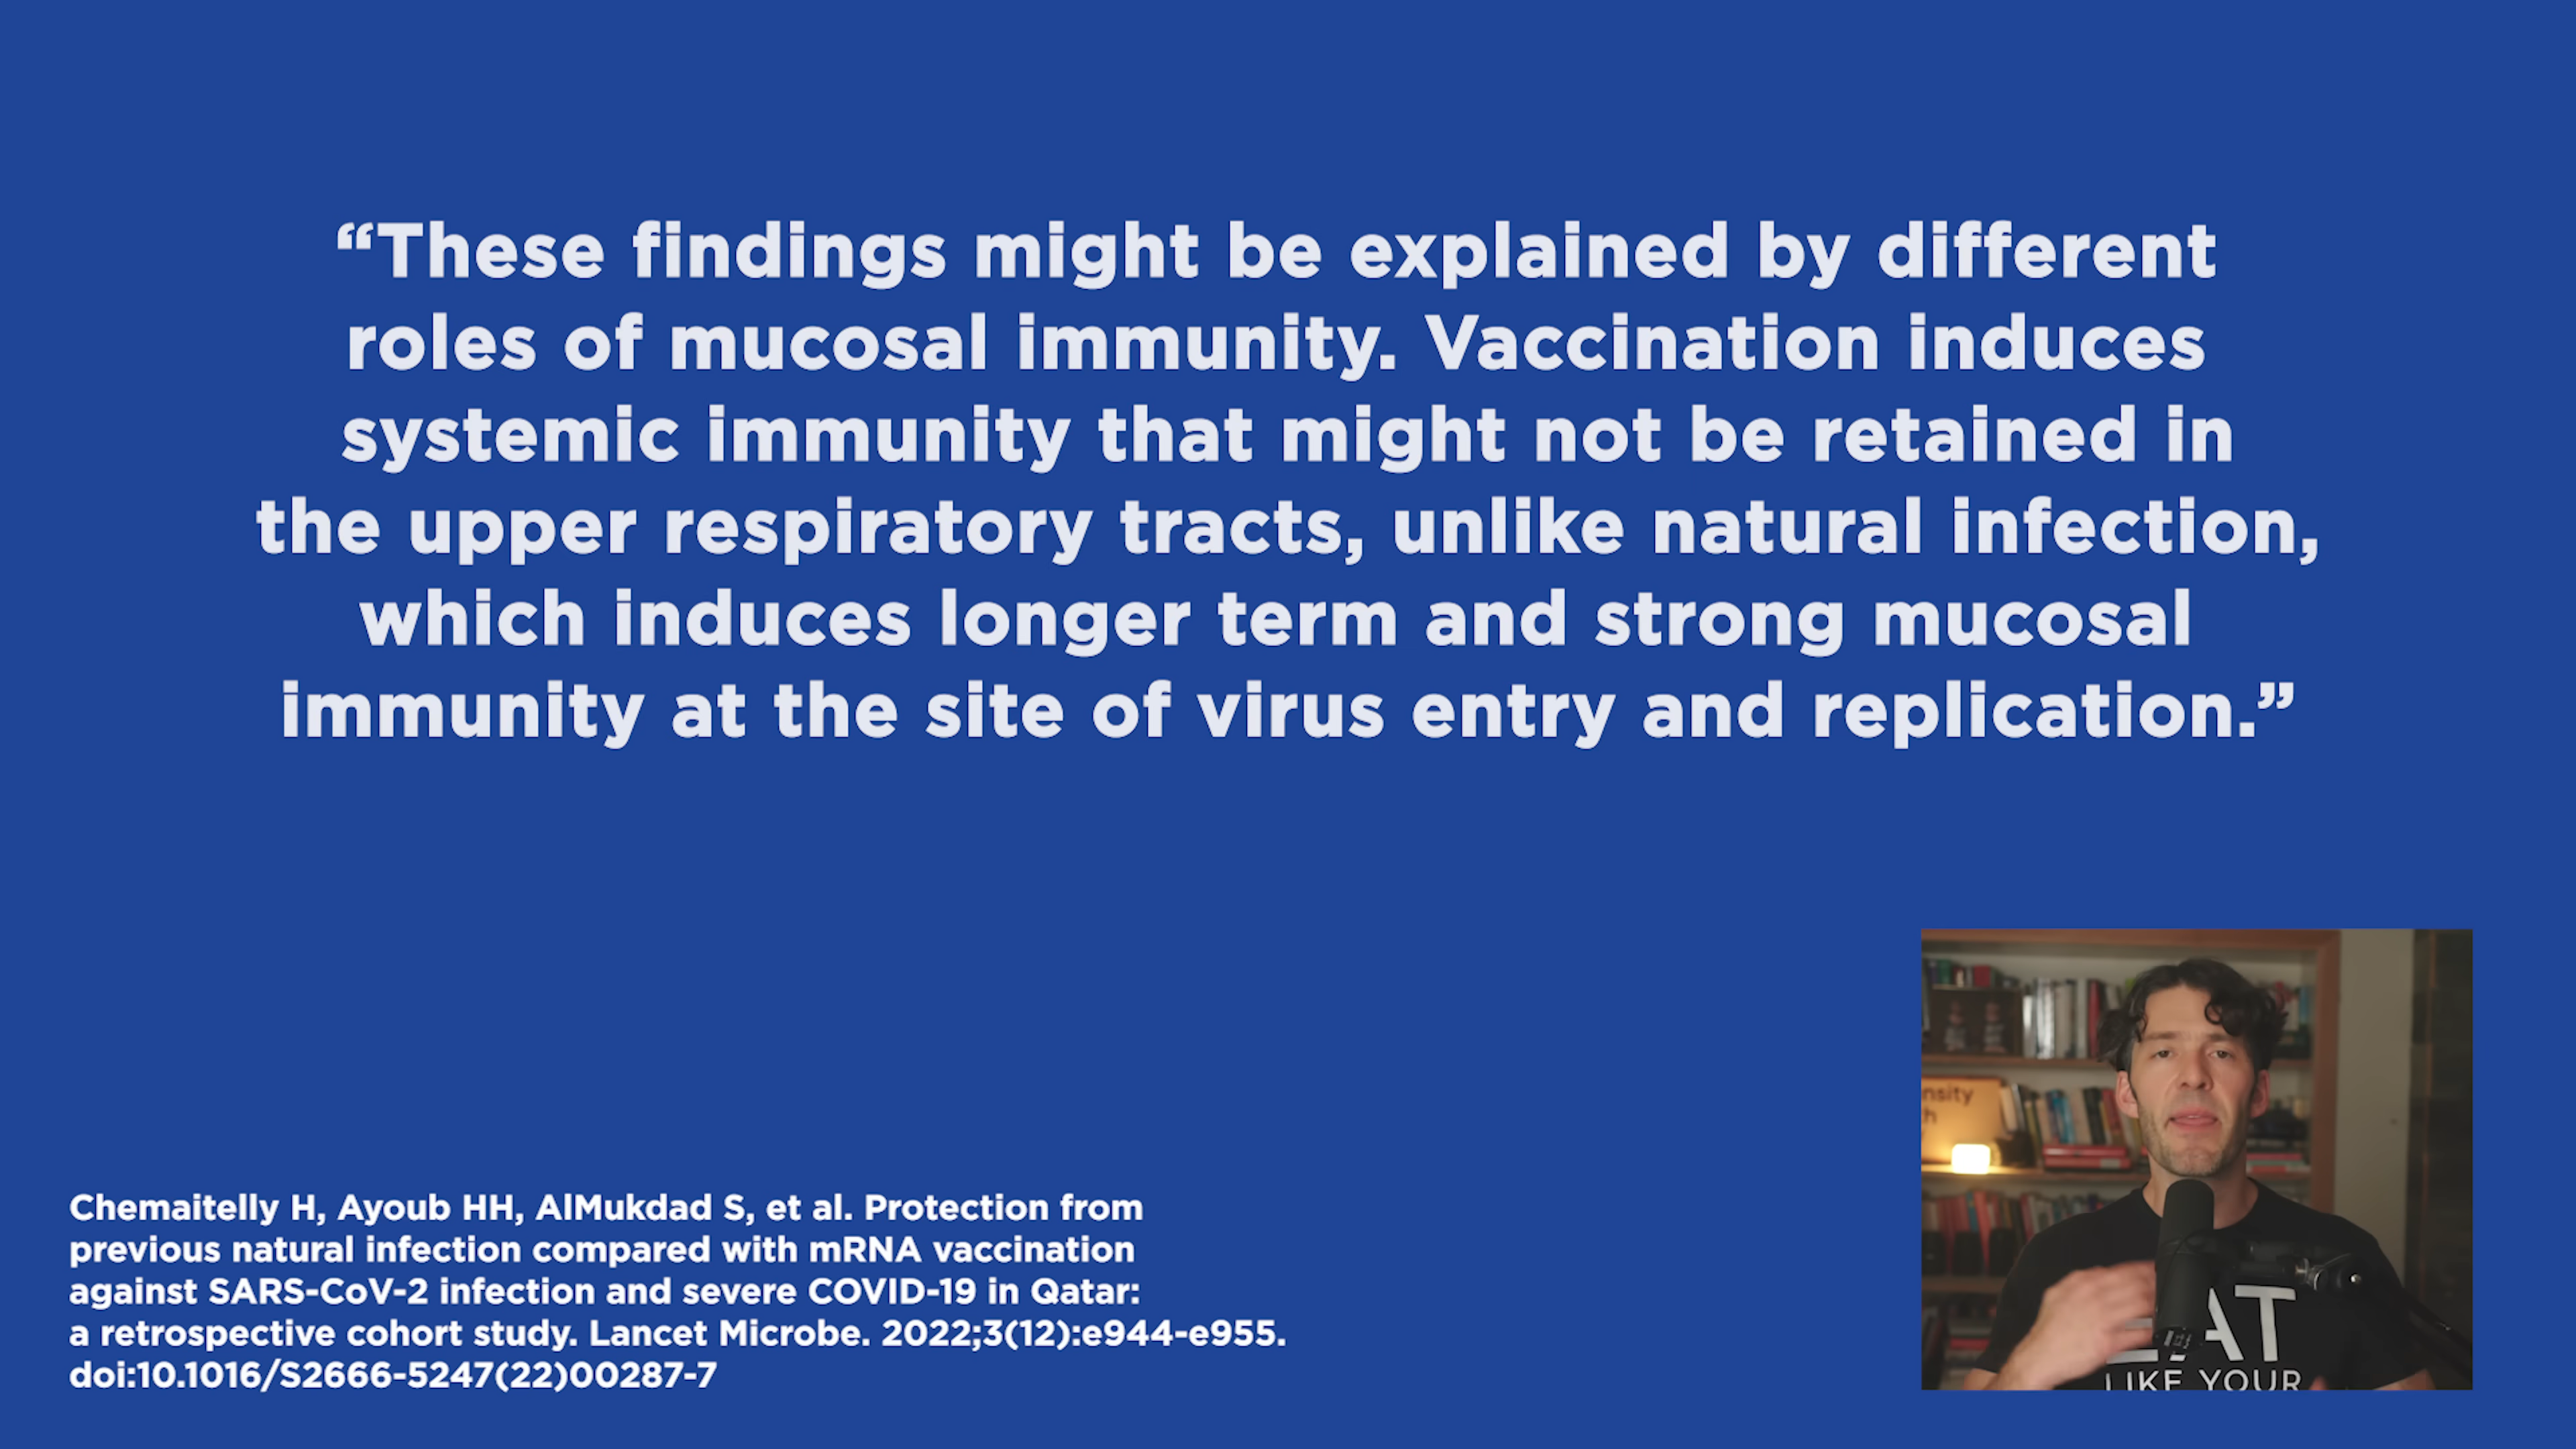 “These findings might be explained by different
roles of mucosal immunity. Vaccination induces
systemic immunity that might not be retained in
the upper respiratory tracts, unlike natural infection,
which induces longer term and strong mucosal
immunity at the site of virus entry and replication.”
nsity
h
Chemaitelly H, Ayoub HH, AlMukdad S, et al. Protection from
previous natural infection compared with mRNA vaccination
against SARS-CoV-2 infection and severe COVID-19 in Qatar:
a retrospective cohort study. Lancet Microbe. 2022;3(12):e944-e955.
doi:10.1016/S2666-5247(22)00287-7
EAT
LIKE YOUR